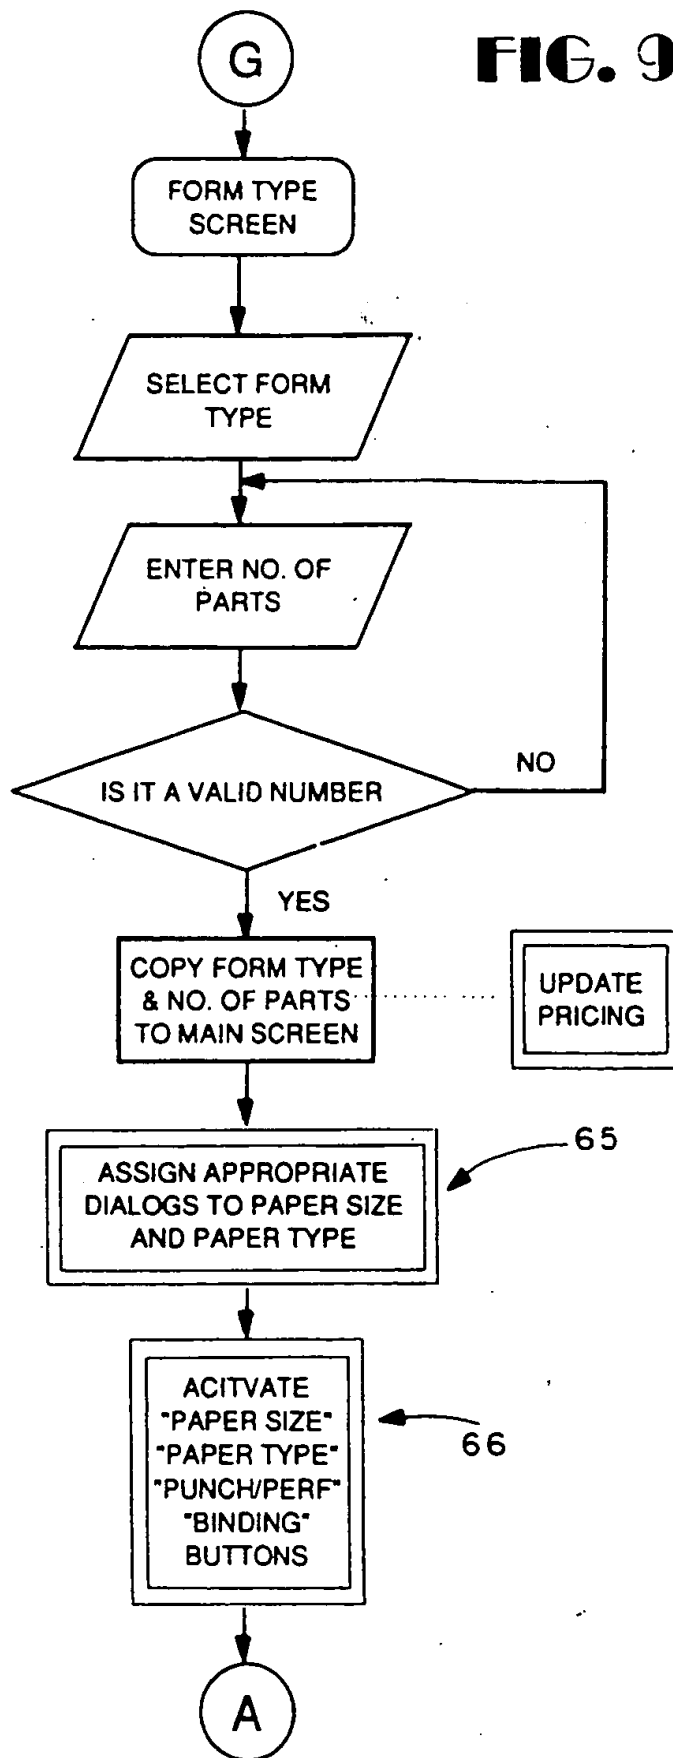 G
FIG. 9
FORM TYPE
SCREEN
SELECT FORM
TYPE
ENTER NO. OF
PARTS
IS IT A VALID NUMBER
NO
YES
COPY FORM TYPE
& NO. OF PARTS
TO MAIN SCREEN
UPDATE
PRICING
65
ASSIGN APPROPRIATE
DIALOGS TO PAPER SIZE
AND PAPER TYPE
ACITVATE
"PAPER SIZE"
"PAPER TYPE"
"PUNCH/PERF"
"BINDING"
BUTTONS
66
A